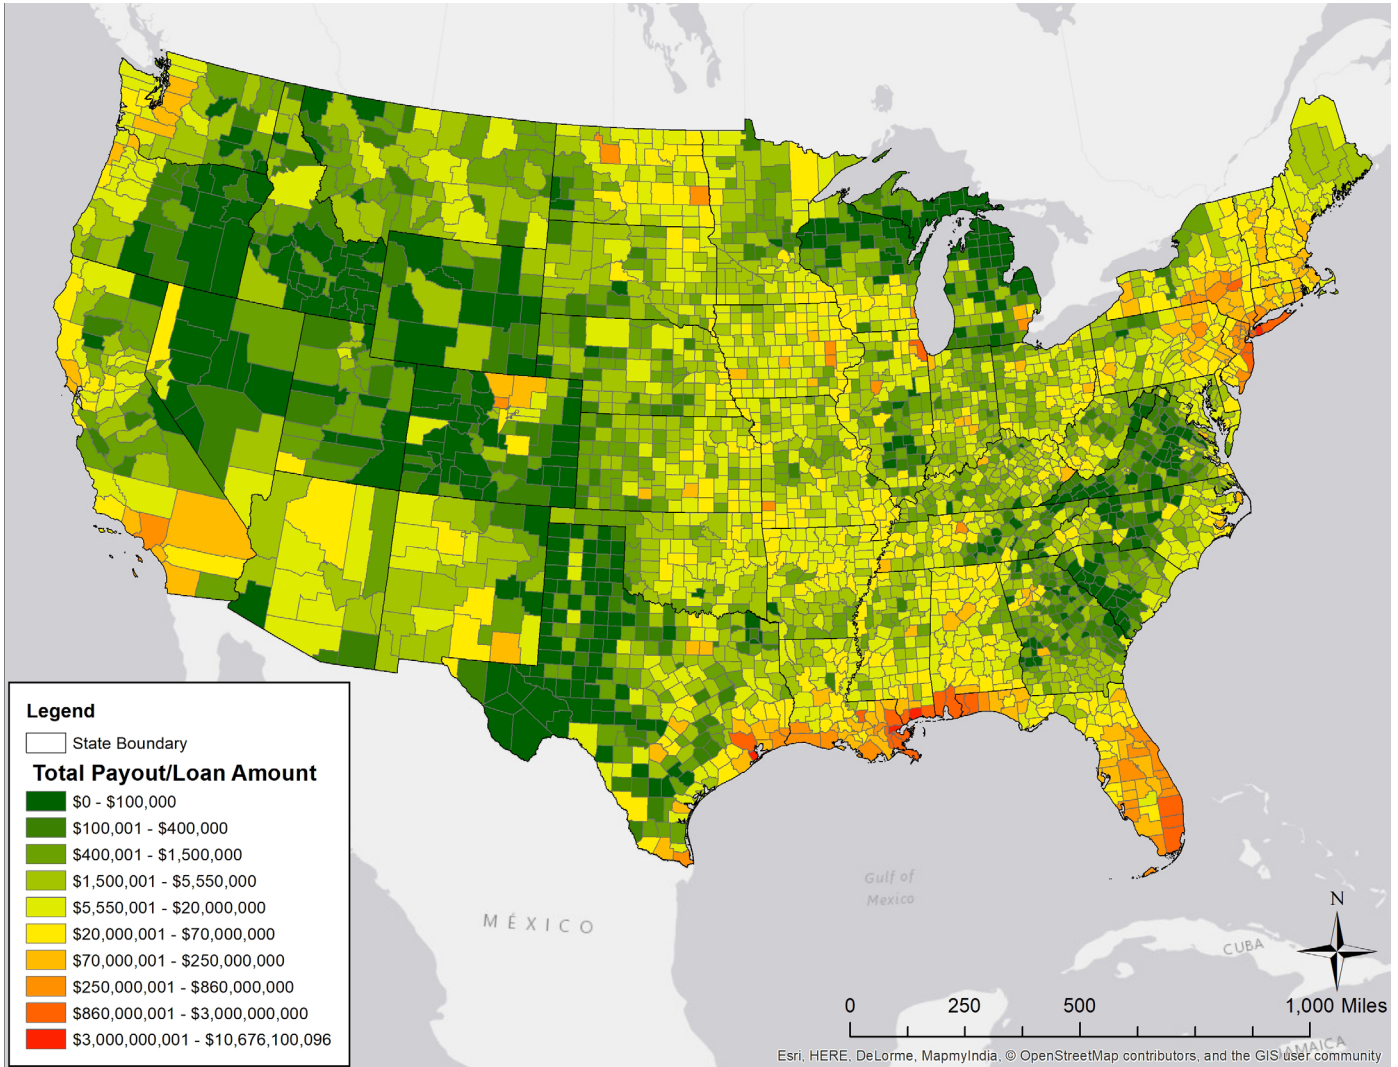 Gulf of
Mexico
MÉXICO
CUBA
N
Legend
State Boundary
Total Payout/Loan Amount
$0 - $100,000
$100,001 - $400,000
$400,001 - $1,500,000
$1,500,001 - $5,550,000
$5,550,001 - $20,000,000
$20,000,001 - $70,000,000
$70,000,001 - $250,000,000
$250,000,001 - $860,000,000
$860,000,001 - $3,000,000,000
$3,000,000,001 - $10,676,100,096
0 250 500 1,000 Miles
JAMAICA
Esri, HERE, DeLorme, MapmyIndia, © OpenStreetMap contributors, and the GIS user community